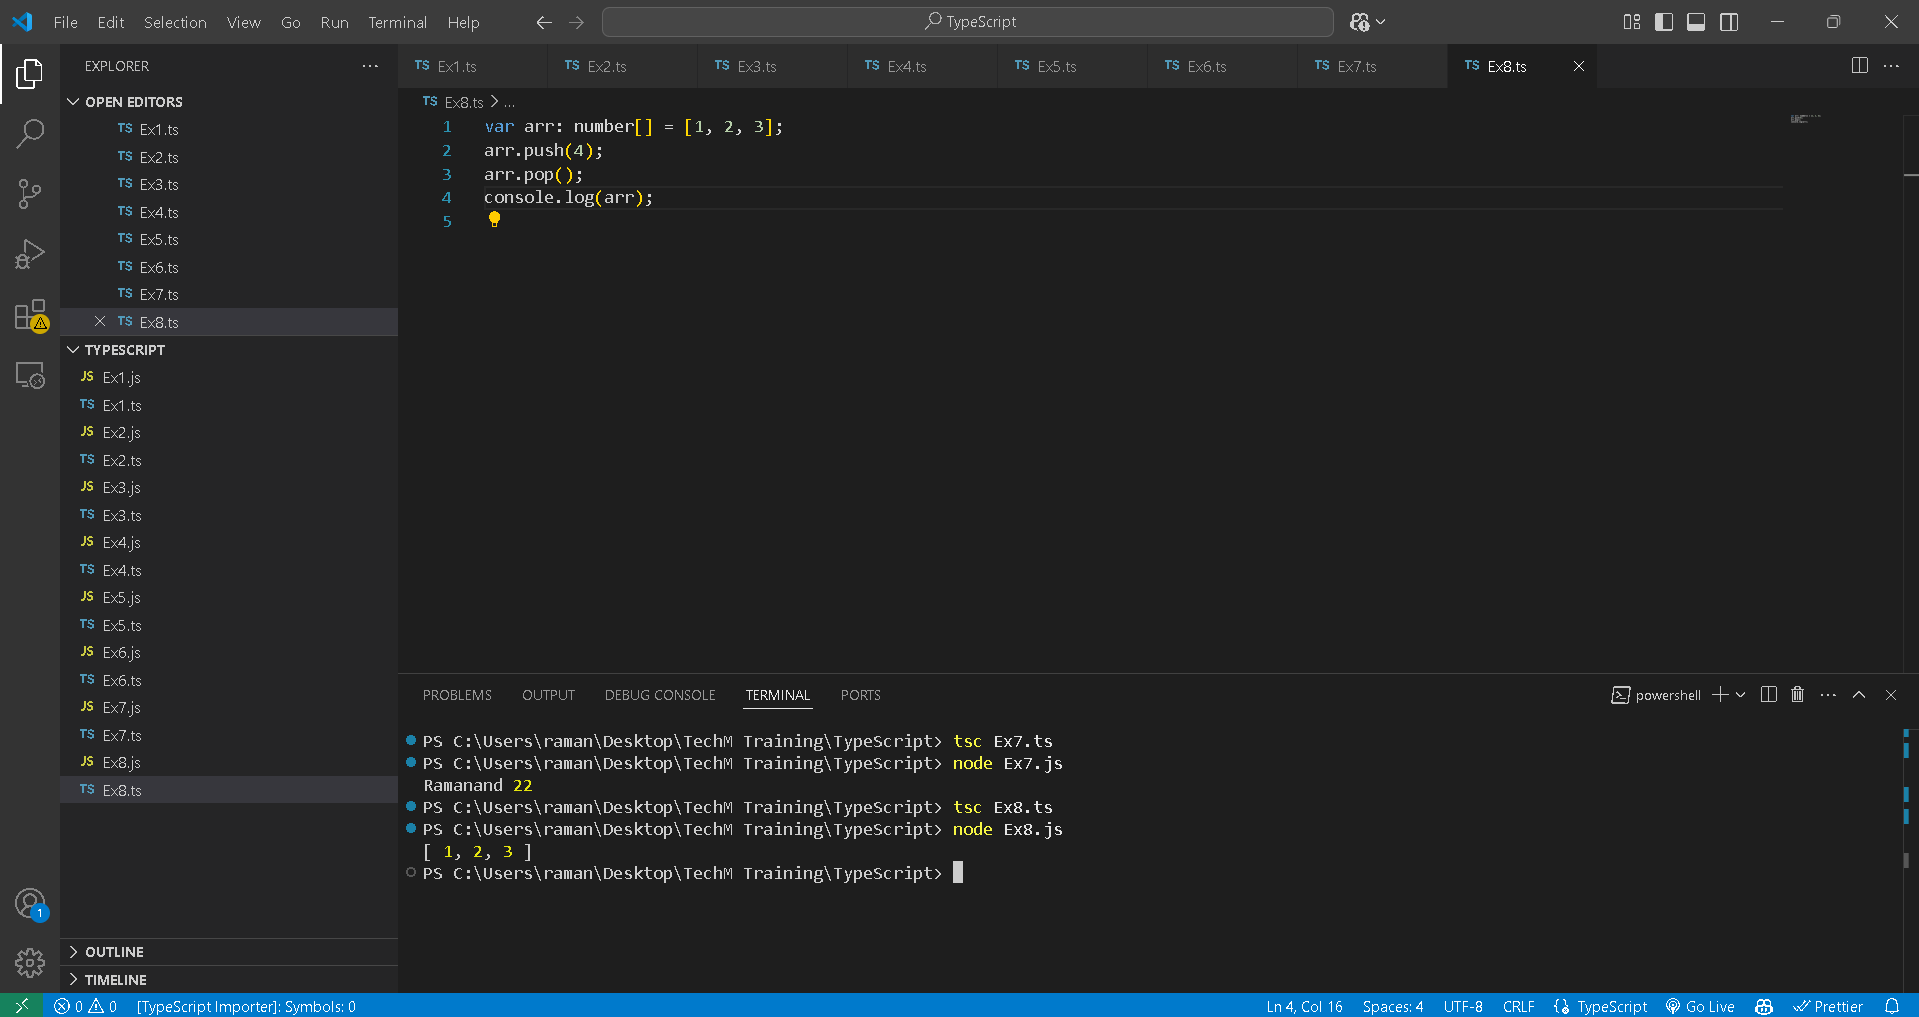 File Edit Selection View Go Run Terminal Help
TypeScript
EXPLORER
OPEN EDITORS
TS Ex1.ts
TS Ex2.ts
TS Ex3.ts
TS Ex4.ts
TS Ex5.ts
TS Ex6.ts
TS Ex7.ts
TS Ex8.ts
TYPESCRIPT
JS Ex1.js
TS Ex1.ts
JS Ex2.js
TS Ex2.ts
JS Ex3.js
TS Ex3.ts
JS Ex4.js
TS Ex4.ts
JS Ex5.js
TS Ex5.ts
JS Ex6.js
TS Ex6.ts
JS Ex7.js
TS Ex7.ts
JS Ex8.js
TS Ex8.ts
OUTLINE
TIMELINE
1
TS Ex1.ts TS Ex2.ts TS Ex3.ts TS Ex4.ts TS Ex5.ts TS Ex6.ts TS Ex7.ts TS Ex8.ts
TS Ex8.ts > ...
1 var arr: number[] = [1, 2, 3];
2 arr.push(4);
3 arr.pop();
4 console.log(arr);
5
PROBLEMS OUTPUT DEBUG CONSOLE TERMINAL PORTS
powershell
PS C:\Users\raman\Desktop\TechM Training\TypeScript> tsc Ex7.ts
PS C:\Users\raman\Desktop\TechM Training\TypeScript> node Ex7.js
Ramanand 22
PS C:\Users\raman\Desktop\TechM Training\TypeScript> tsc Ex8.ts
PS C:\Users\raman\Desktop\TechM Training\TypeScript> node Ex8.js
[ 1, 2, 3 ]
PS C:\Users\raman\Desktop\TechM Training\TypeScript>
0 0 [TypeScript Importer]: Symbols: 0
Ln 4, Col 16 Spaces: 4 UTF-8 CRLF TypeScript Go Live Prettier